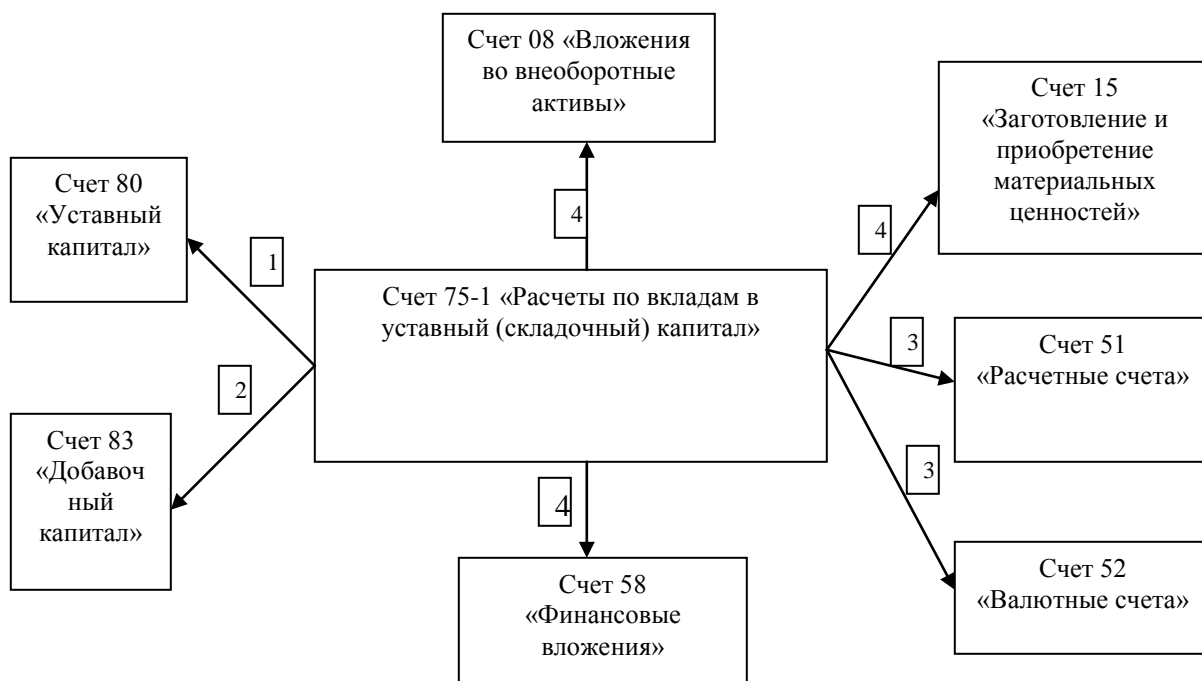 Счет 08 «Вложения
во внеоборотные
активы»
Счет 15
«Заготовление и
приобретение
материальных
ценностей»
Счет 80
«Уставный
капитал»
4
4
1
Счет 75-1 «Расчеты по вкладам в
уставный (складочный) капитал»
3
Счет 51
«Расчетные счета»
2
Счет 83
«Добавоч
ный
капитал»
3
4
Счет 58
«Финансовые
вложения»
Счет 52
«Валютные счета»